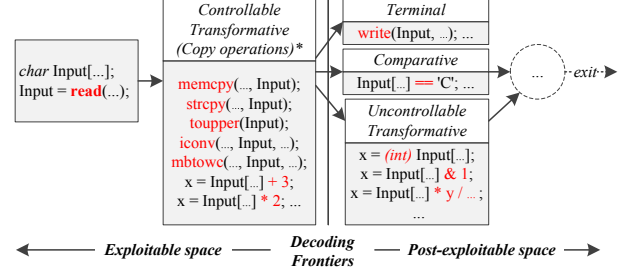 char Input[...];
Input = read(...);
Controllable
Transformative
(Copy operations)*
memcpy(..., Input);
strcpy(..., Input);
toupper(Input);
iconv(..., Input, ...);
mbtowc(..., Input, ...);
x = Input[...] + 3;
x = Input[...] * 2; ...
Terminal
write(Input, ...); ...
Comparative
Input[...] == 'C'; ...
Uncontrollable
Transformative
x = (int) Input[...];
x = Input[...] & 1;
x = Input[...] * y / ... ;
...
...
exit
Exploitable space
Decoding
Frontiers
Post-exploitable space